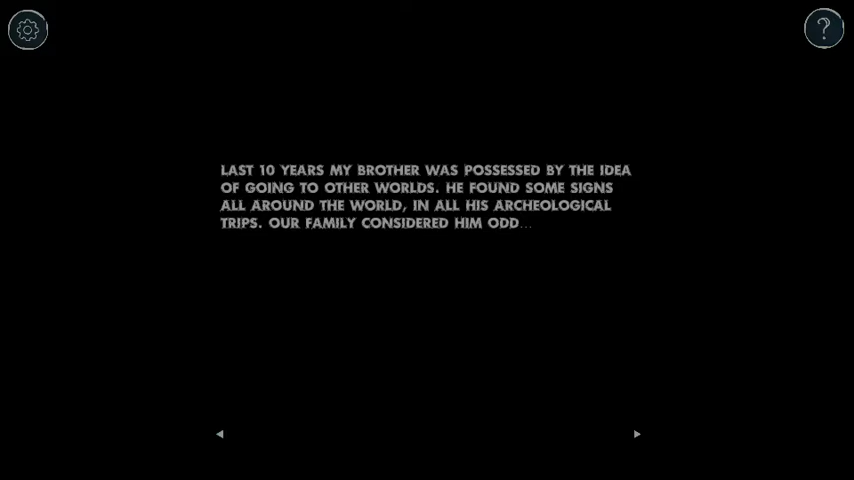 ?
LAST 10 YEARS MY BROTHER WAS POSSESSED BY THE IDEA
OF GOING TO OTHER WORLDS. HE FOUND SOME SIGNS
ALL AROUND THE WORLD, IN ALL HIS ARCHEOLOGICAL
TRIPS. OUR FAMILY CONSIDERED HIM ODD...